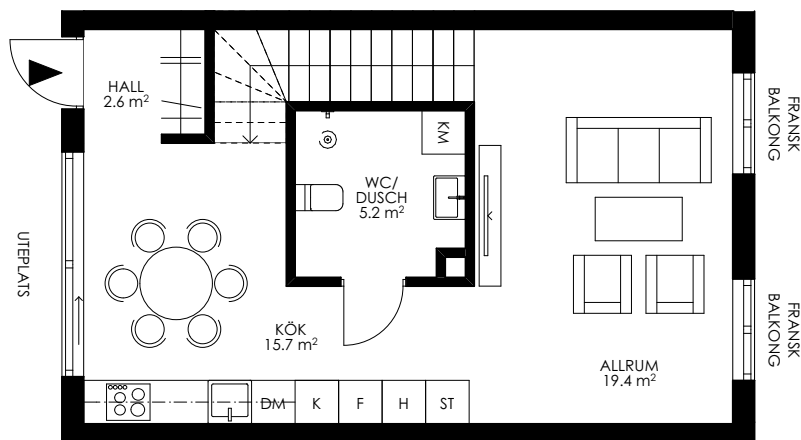 HALL
2.6 m²
KM
WC/
DUSCH
5.2 m²
FRANSK
BALKONG
UTEPLATS
KÖK
15.7 m²
FRANSK
BALKONG
ALLRUM
19.4 m²
DM
K
F
H
ST